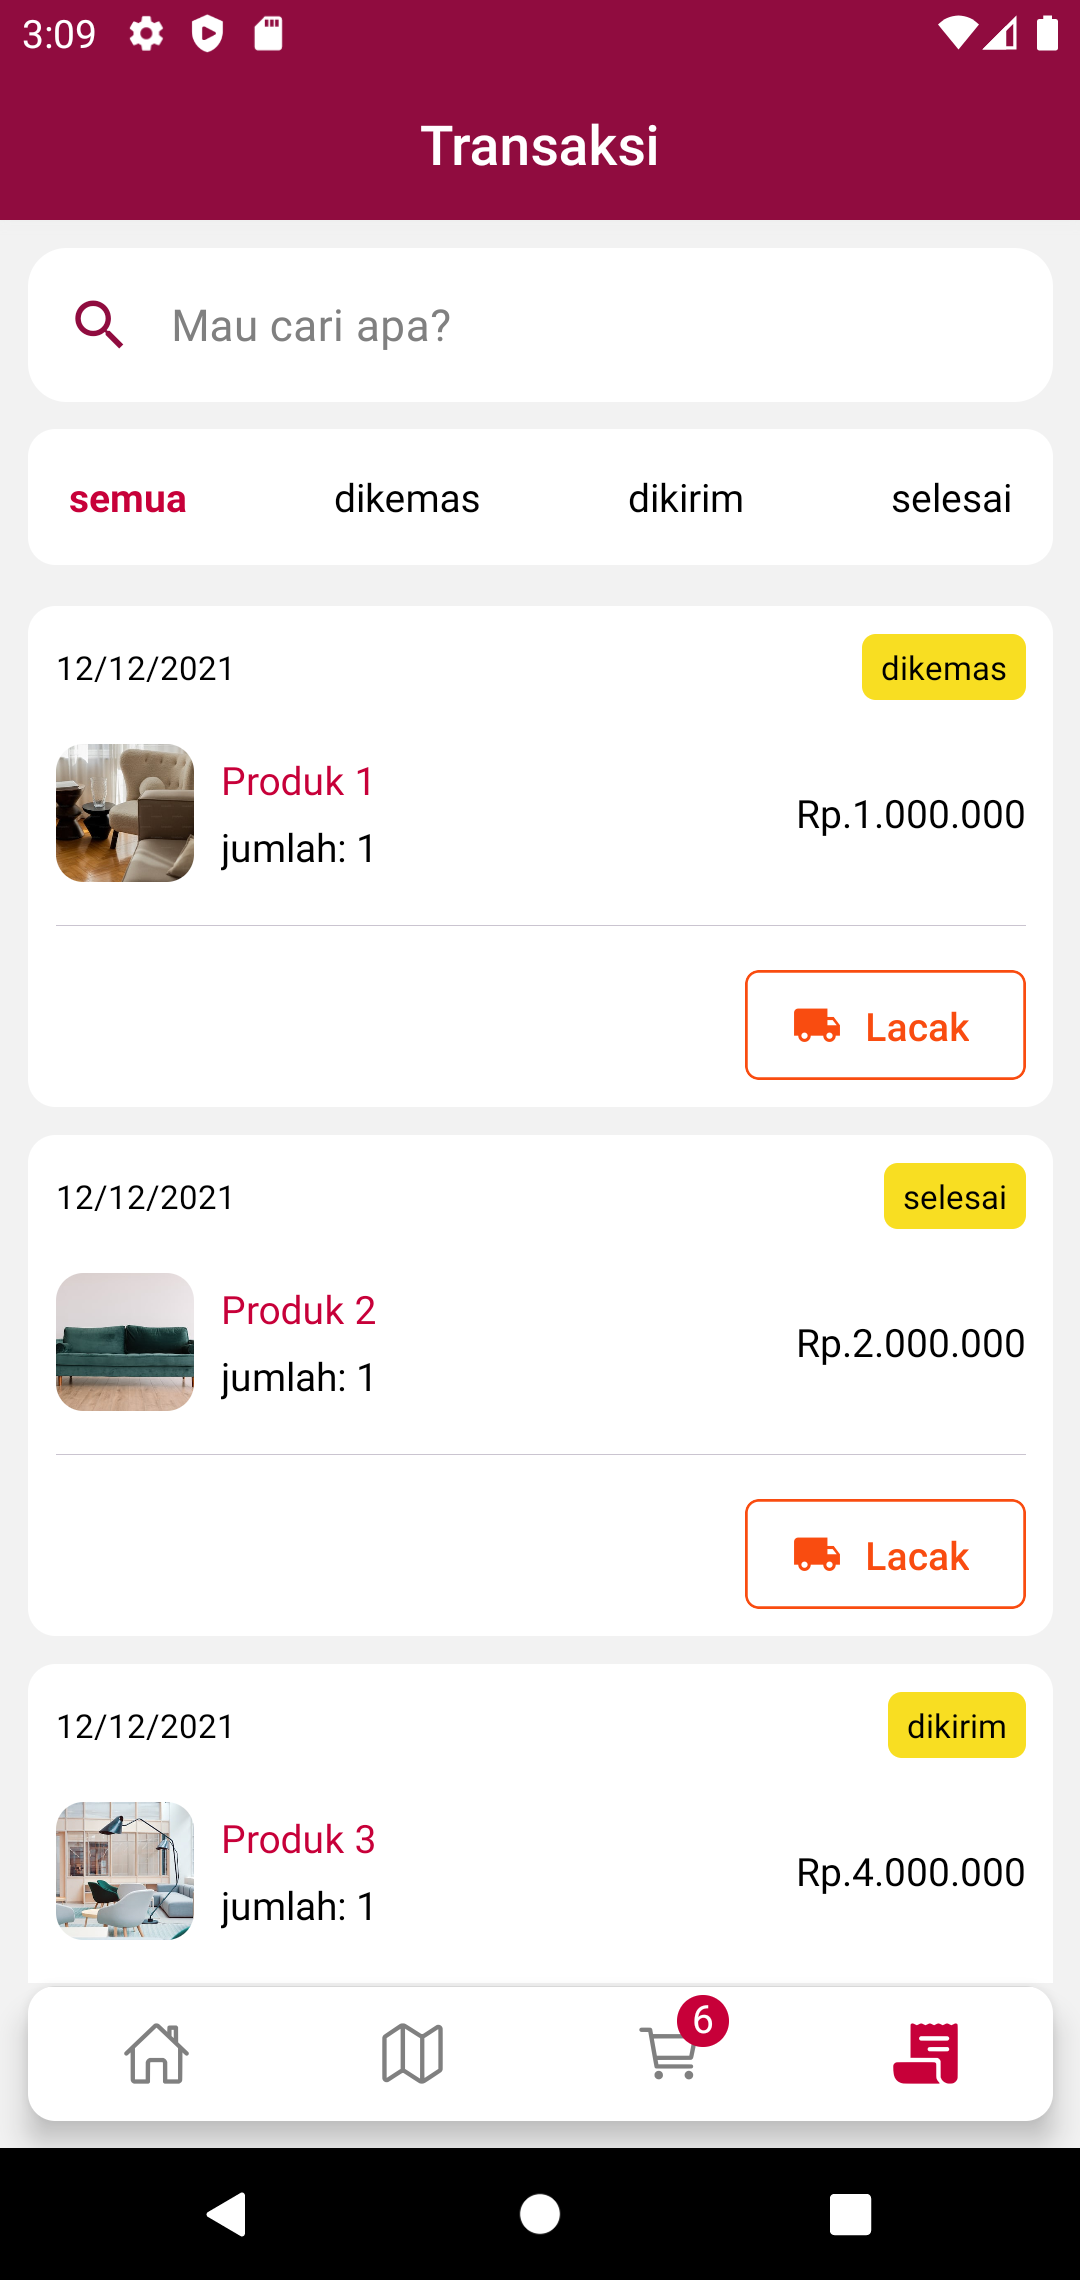 3:09
Transaksi
Mau cari apa?
semua dikemas dikirim selesai
12/12/2021 dikemas
Produk 1
jumlah: 1
Rp.1.000.000
Lacak
12/12/2021 selesai
Produk 2
jumlah: 1
Rp.2.000.000
Lacak
12/12/2021 dikirim
Produk 3
jumlah: 1
Rp.4.000.000
6